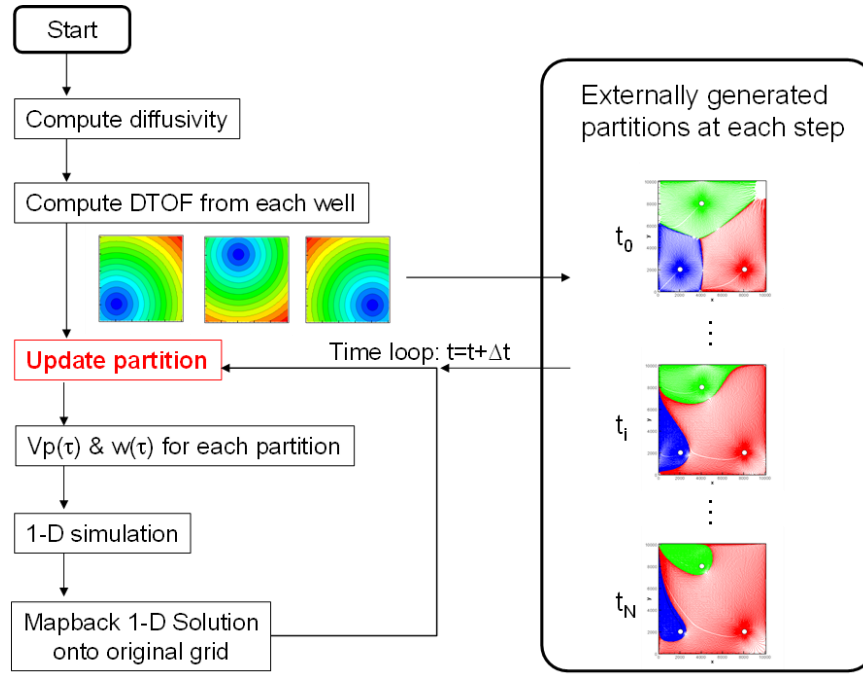 Start
Compute diffusivity
Compute DTOF from each well
Update partition
Time loop: t=t+Δt
Vp(τ) & w(τ) for each partition
1-D simulation
Mapback 1-D Solution
onto original grid
Externally generated
partitions at each step
t0
ti
tN